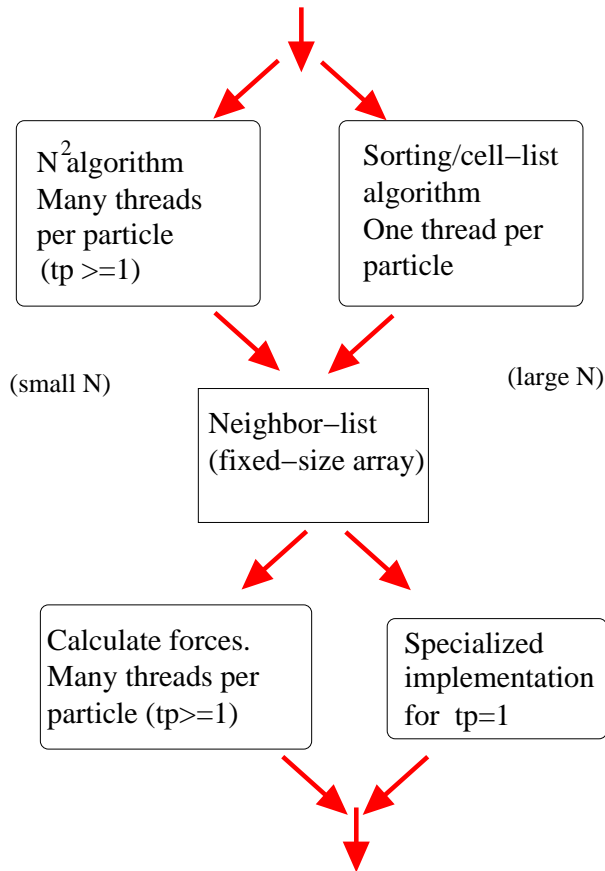 N²algorithm
Many threads
per particle
(tp >=1)
Sorting/cell−list
algorithm
One thread per
particle
(small N)
(large N)
Neighbor−list
(fixed−size array)
Calculate forces.
Many threads per
particle (tp>=1)
Specialized
implementation
for tp=1